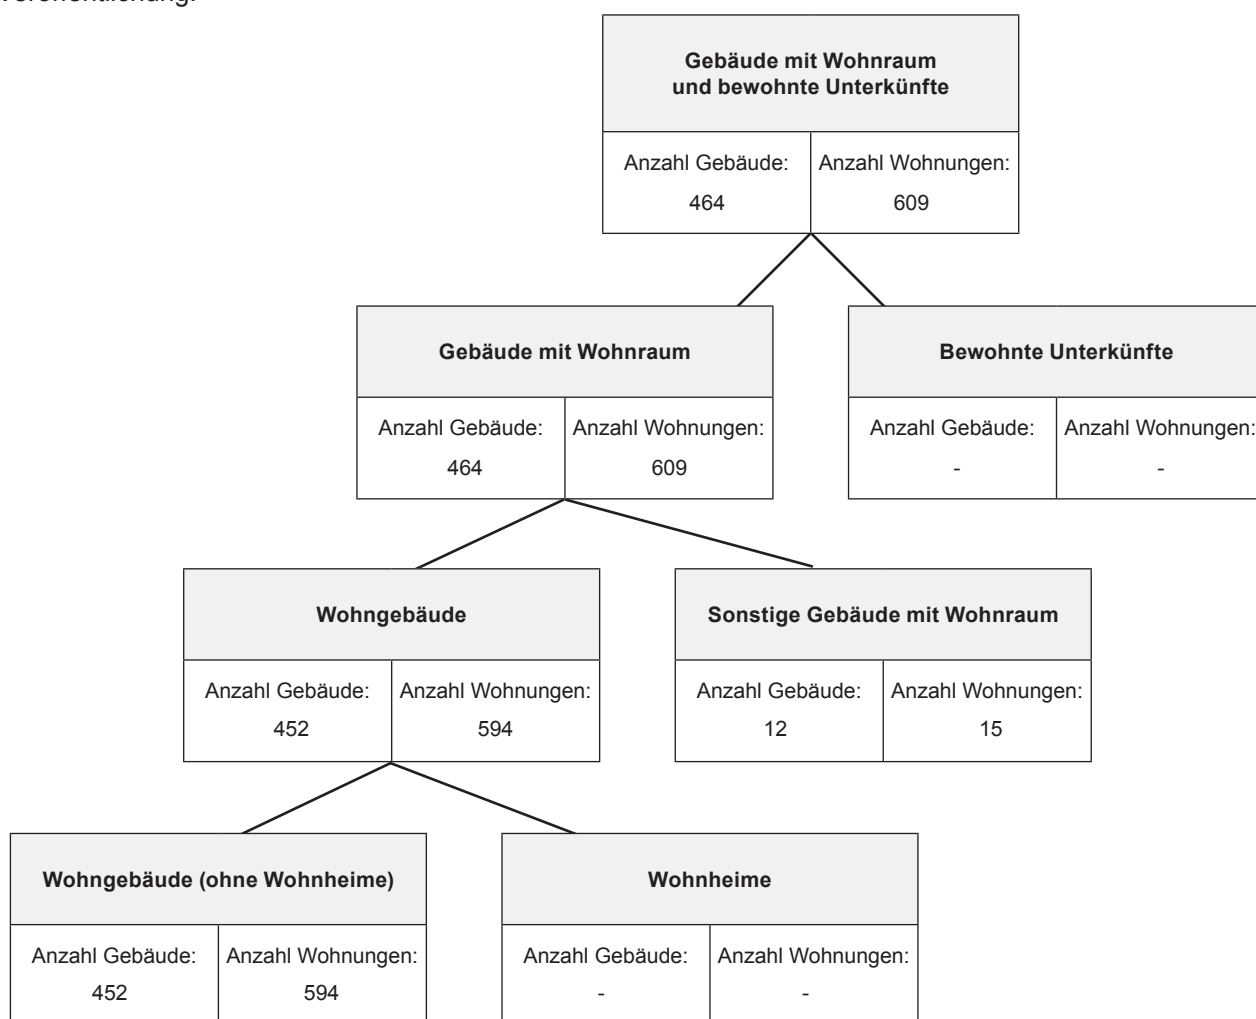 Veröffentlichung.
Gebäude mit Wohnraum
und bewohnte Unterkünfte
Anzahl Gebäude:
464
Anzahl Wohnungen:
609
Gebäude mit Wohnraum
Anzahl Gebäude:
464
Anzahl Wohnungen:
609
Bewohnte Unterkünfte
Anzahl Gebäude:
-
Anzahl Wohnungen:
-
Wohngebäude
Anzahl Gebäude:
452
Anzahl Wohnungen:
594
Sonstige Gebäude mit Wohnraum
Anzahl Gebäude:
12
Anzahl Wohnungen:
15
Wohngebäude (ohne Wohnheime)
Anzahl Gebäude:
452
Anzahl Wohnungen:
594
Wohnheime
Anzahl Gebäude:
-
Anzahl Wohnungen:
-